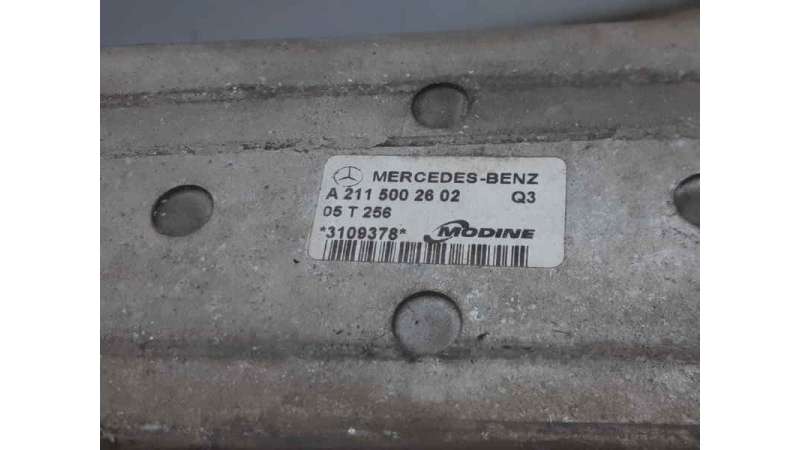 MERCEDES-BENZ
A 211 500 26 02 Q3
05 T 256
*3109378* MODINE